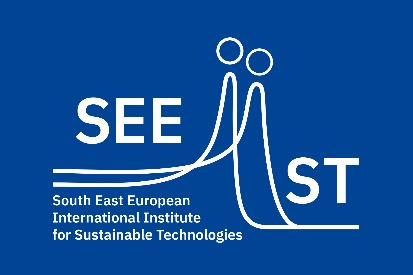 SEE
ST
South East European
International Institute
for Sustainable Technologies